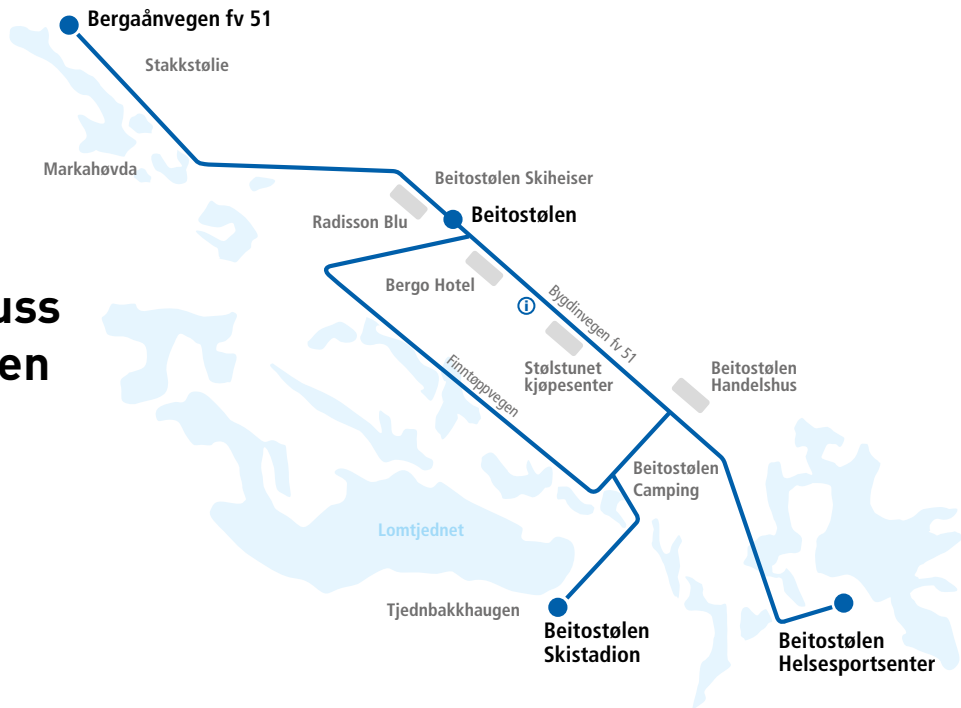 Bergaånvegen fv 51
Stakkstølie
Markahøvda
Beitostølen Skiheiser
Radisson Blu
Beitostølen
Bergo Hotel
uss
en
i
Bygdinvegen fv 51
Finntøppvegen
Stølstunet
kjøpesenter
Beitostølen
Handelshus
Beitostølen
Camping
Lomtjednet
Tjednbakkhaugen
Beitostølen
Skistadion
Beitostølen
Helsesportsenter